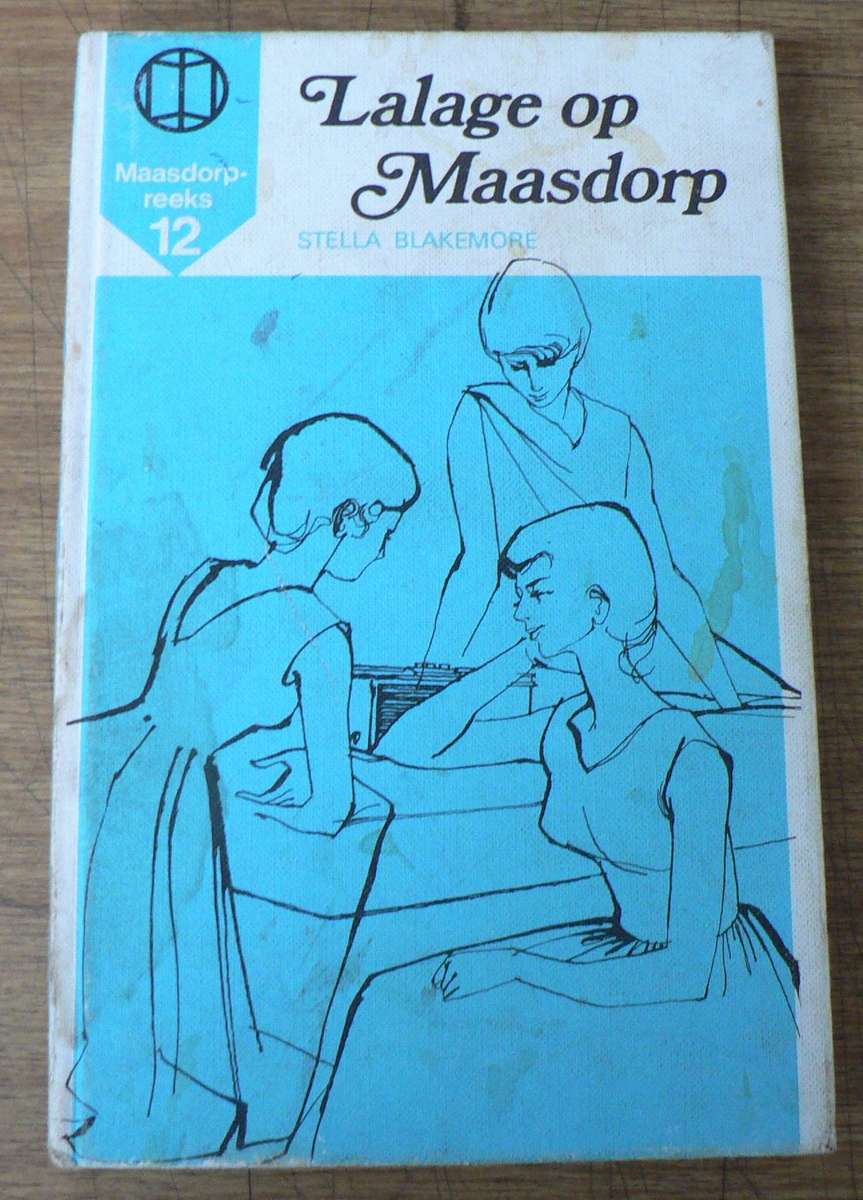 Maasdorp-
reeks
12
Lalage op
Maasdorp
STELLA BLAKEMORE